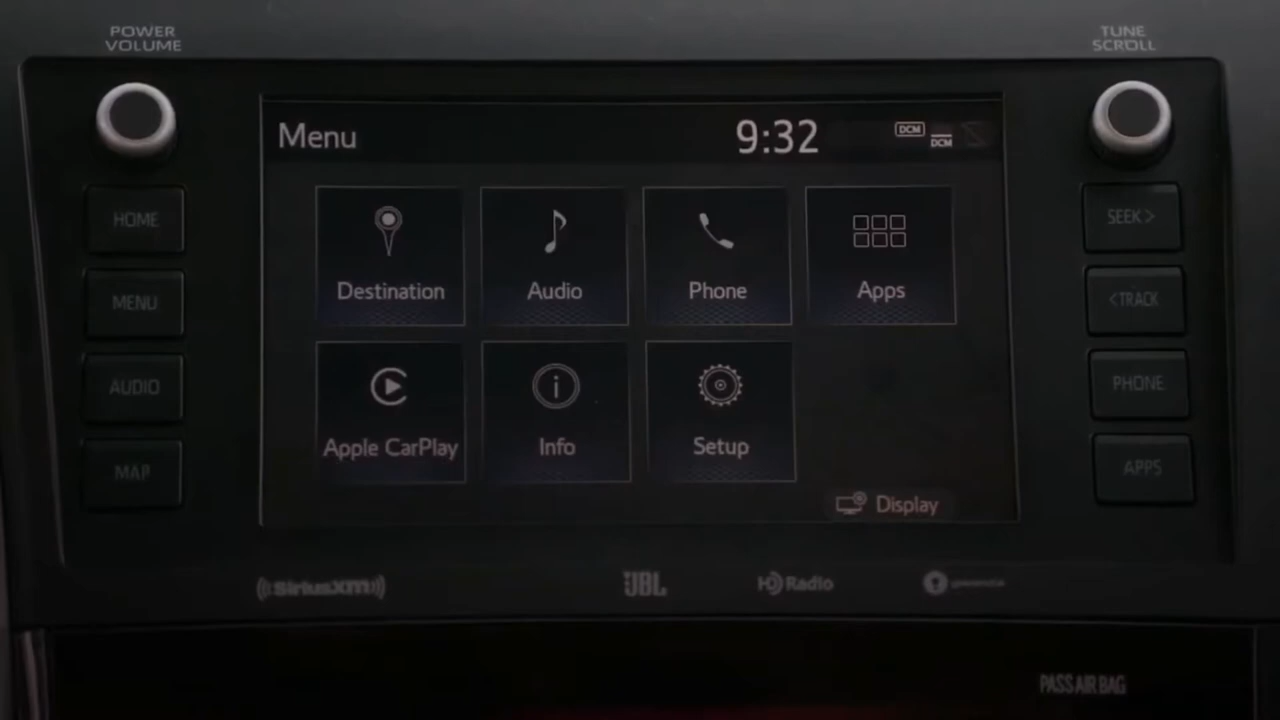 POWER
VOLUME
TUNE
SCROLL
Menu
9:32
DCM
DCM
HOME
MENU
AUDIO
MAP
Destination
Audio
Phone
Apps
Apple CarPlay
Info
Setup
Display
SEEK >
< TRACK
PHONE
APPS
SiriusXM
JBL
HD Radio
PASS AIR BAG